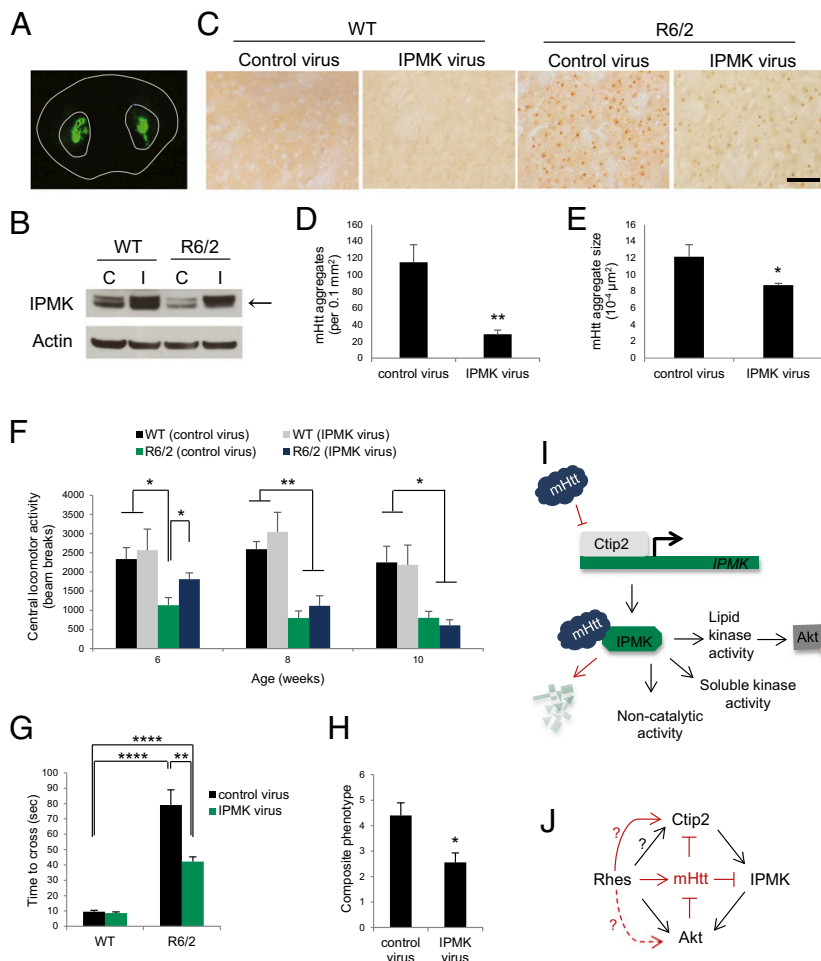 A
C
WT
R6/2
Control virus
IPMK virus
Control virus
IPMK virus
B
WT
R6/2
C
I
C
I
IPMK
←
Actin
D
mHtt aggregates
(per 0.1 mm²)
160
140
120
100
80
60
40
20
0
**
control virus
IPMK virus
E
mHtt aggregate size
(10⁻⁴ µm²)
16
14
12
10
8
6
4
2
0
*
control virus
IPMK virus
F
WT (control virus)
WT (IPMK virus)
R6/2 (control virus)
R6/2 (IPMK virus)
Central locomotor activity
(beam breaks)
4000
3500
3000
2500
2000
1500
1000
500
0
*
*
**
*
6
8
10
Age (weeks)
G
Time to cross (sec)
100
90
80
70
60
50
40
30
20
10
0
****
****
**
control virus
IPMK virus
WT
R6/2
H
Composite phenotype
6
5
4
3
2
1
0
*
control
virus
IPMK
virus
I
mHtt
Ctip2
IPMK
mHtt
IPMK
Lipid
kinase
activity
Akt
Soluble kinase
activity
Non-catalytic
activity
J
Ctip2
?
?
Rhes
mHtt
IPMK
?
Akt